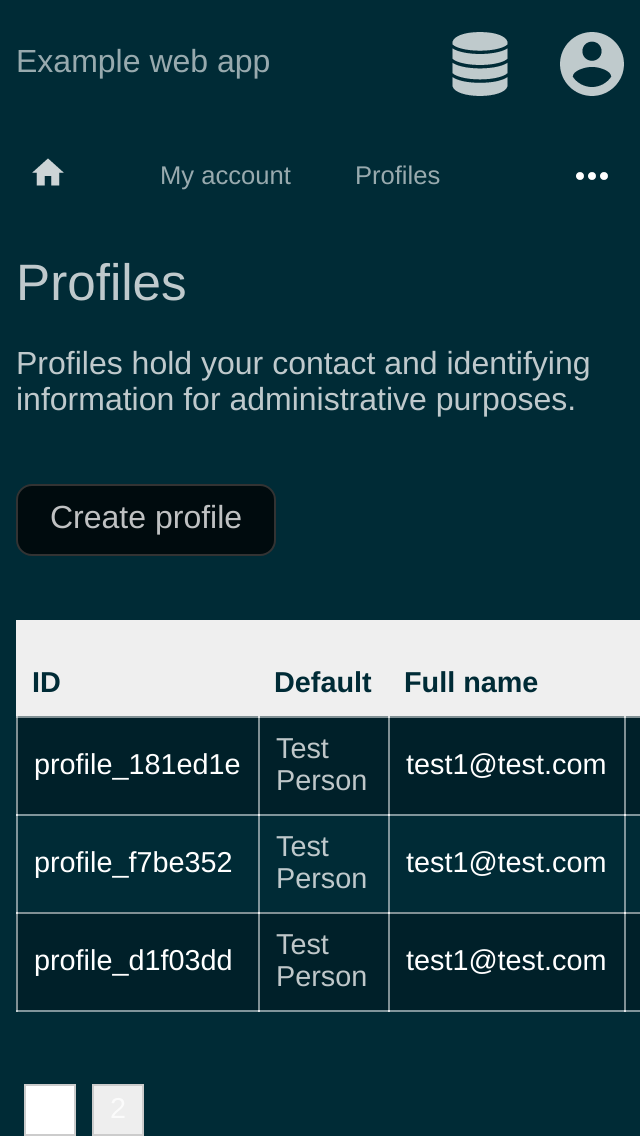 Example web app
My account Profiles
Profiles
Profiles hold your contact and identifying
information for administrative purposes.
Create profile
ID Default Full name
profile_181ed1e Test Person test1@test.com
profile_f7be352 Test Person test1@test.com
profile_d1f03dd Test Person test1@test.com
2